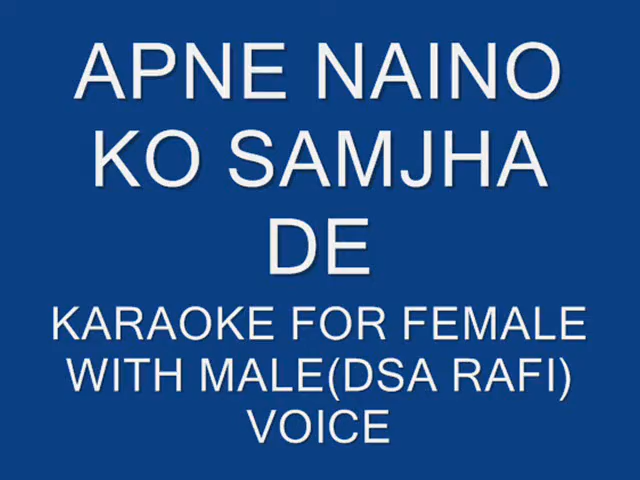 APNE NAINO
KO SAMJHA
DE
KARAOKE FOR FEMALE
WITH MALE(DSA RAFI)
VOICE